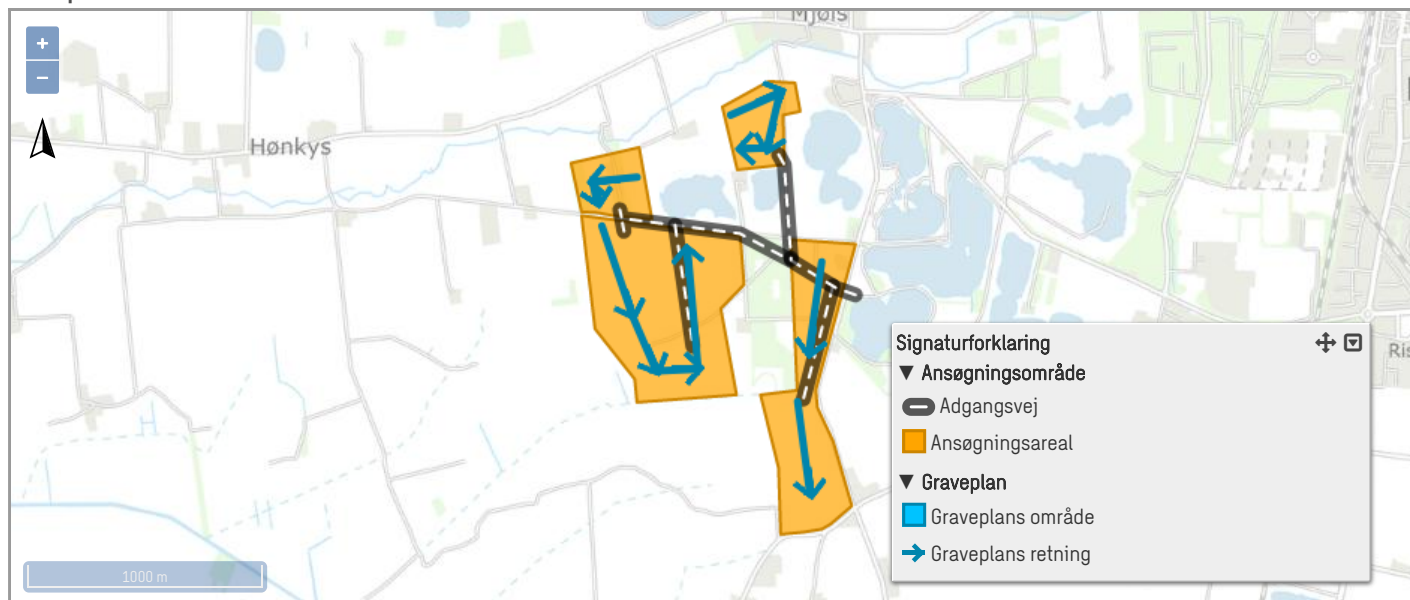 Mjøls
+
−
Hønkys
Signaturforklaring
▼ Ansøgningsområde
Adgangsvej
Ansøgningsareal
▼ Graveplan
Graveplans område
Graveplans retning
Ris
1000 m